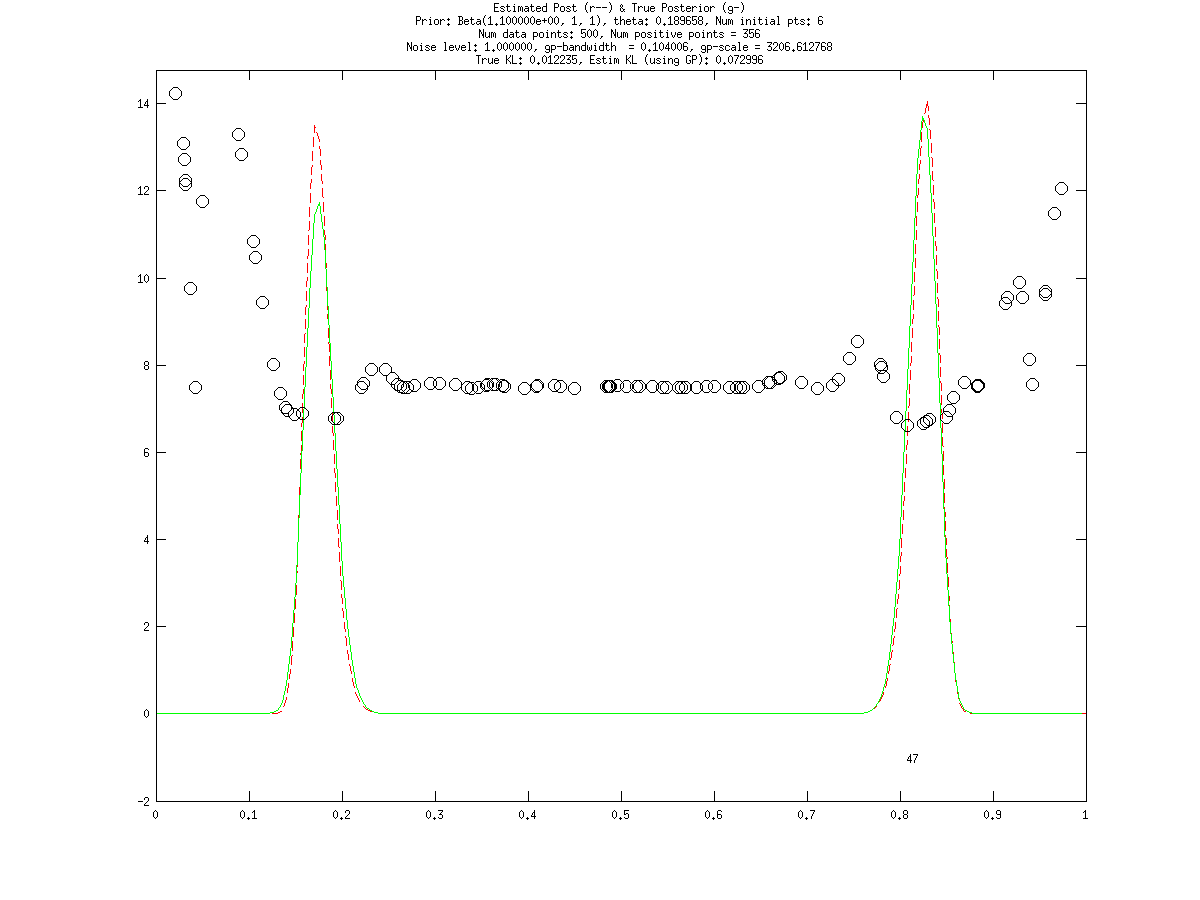 Estimated Post (r--) & True Posterior (g-)
Prior: Beta(1.100000e+00, 1, 1), theta: 0.189658, Num initial pts: 6
Num data points: 500, Num positive points = 356
Noise level: 1.000000, gp-bandwidth  = 0.104006, gp-scale = 3206.612768
True KL: 0.012235, Estim KL (using GP): 0.072996
14
12
10
8
6
4
2
0
47
-2
0 0.1 0.2 0.3 0.4 0.5 0.6 0.7 0.8 0.9 1